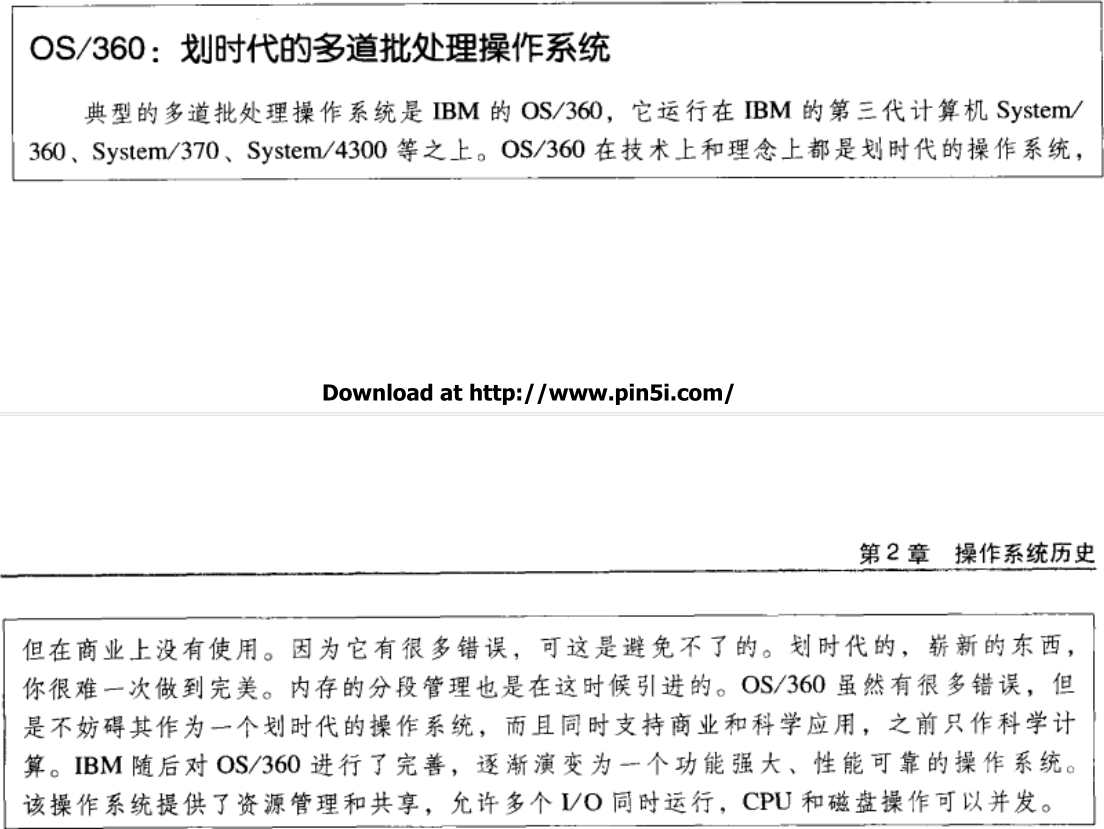 OS/360：划时代的多道批处理操作系统
典型的多道批处理操作系统是 IBM 的 OS/360，它运行在 IBM 的第三代计算机 System/
360、System/370、System/4300 等之上。OS/360 在技术上和理念上都是划时代的操作系统，
Download at http://www.pin5i.com/
第 2 章 操作系统历史
但在商业上没有使用。因为它有很多错误，可这是避免不了的。划时代的，崭新的东西，
你很难一次做到完美。内存的分段管理也是在这时候引进的。OS/360 虽然有很多错误，但
是不妨碍其作为一个划时代的操作系统，而且同时支持商业和科学应用，之前只作科学计
算。IBM 随后对 OS/360 进行了完善，逐渐演变为一个功能强大、性能可靠的操作系统。
该操作系统提供了资源管理和共享，允许多个 I/O 同时运行，CPU 和磁盘操作可以并发。